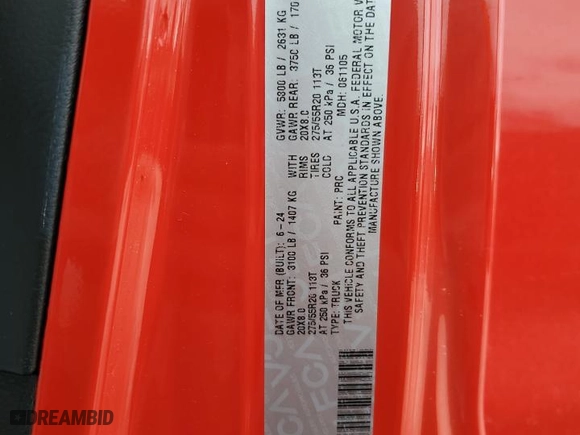 DATE OF MFR (BUILT): 6-24 GVWR: 5800 LB / 2631 KG
GAWR FRONT: 3100 LB / 1407 KG WITH GAWR REAR: 3750 LB / 170
20X8.0 RIMS 20X8.0
275/55R20 113T TIRES 275/55R20 113T
AT 250 kPa / 36 PSI COLD AT 250 kPa / 36 PSI
TYPE: TRUCK PAINT: PRC MDH: 061105
THIS VEHICLE CONFORMS TO ALL APPLICABLE U.S.A. FEDERAL MOTOR
SAFETY AND THEFT PREVENTION STANDARDS IN EFFECT ON THE DATE
MANUFACTURE SHOWN ABOVE.
DREAMBID